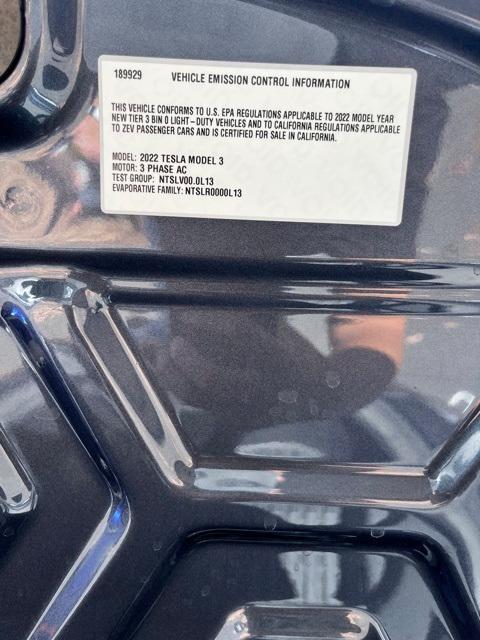 189929 VEHICLE EMISSION CONTROL INFORMATION
THIS VEHICLE CONFORMS TO U.S. EPA REGULATIONS APPLICABLE TO 2022 MODEL YEAR
NEW TIER 3 BIN 0 LIGHT-DUTY VEHICLES AND TO CALIFORNIA REGULATIONS APPLICABLE
TO ZEV PASSENGER CARS AND IS CERTIFIED FOR SALE IN CALIFORNIA.
MODEL: 2022 TESLA MODEL 3
MOTOR: 3 PHASE AC
TEST GROUP: NTSLV00.0L13
EVAPORATIVE FAMILY: NTSLR0000L13